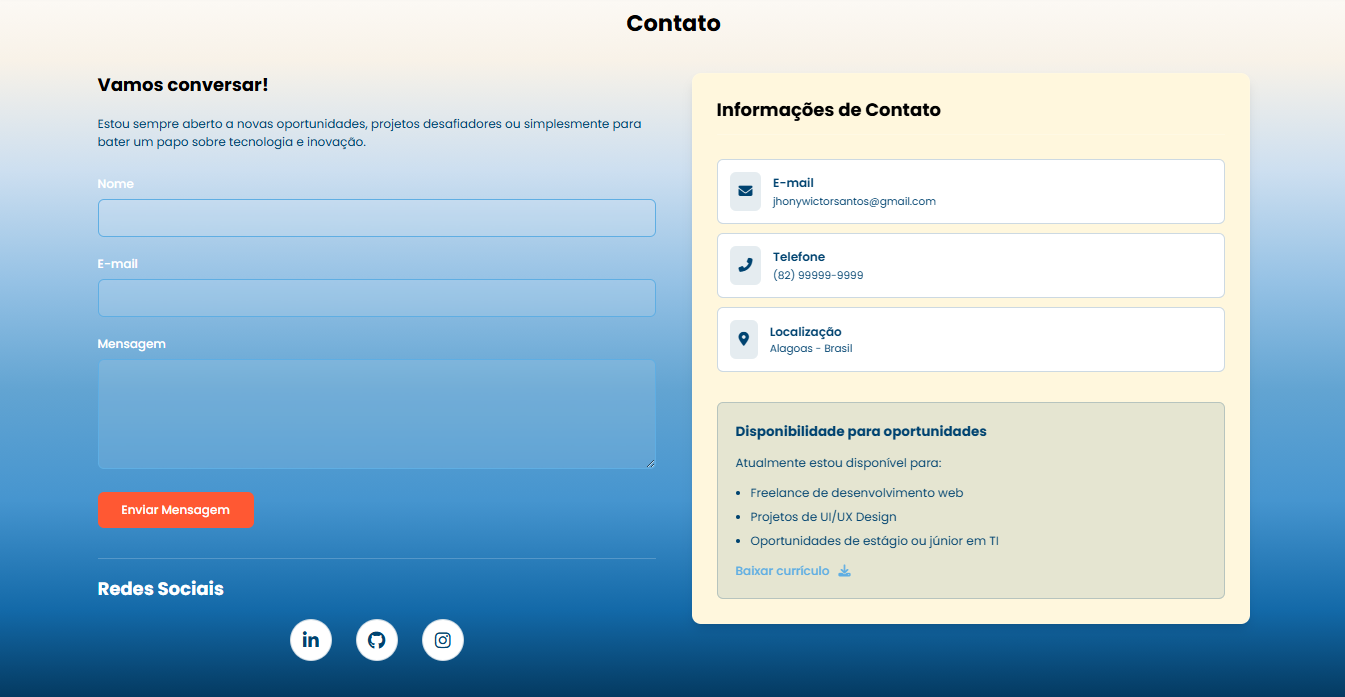 Contato
Vamos conversar!
Estou sempre aberto a novas oportunidades, projetos desafiadores ou simplesmente para
bater um papo sobre tecnologia e inovação.
Nome
E-mail
Mensagem
Enviar Mensagem
Redes Sociais
in
Informações de Contato
E-mail
jhonywictorsantos@gmail.com
Telefone
(82) 99999-9999
Localização
Alagoas - Brasil
Disponibilidade para oportunidades
Atualmente estou disponível para:
Freelance de desenvolvimento web
Projetos de UI/UX Design
Oportunidades de estágio ou júnior em TI
Baixar currículo